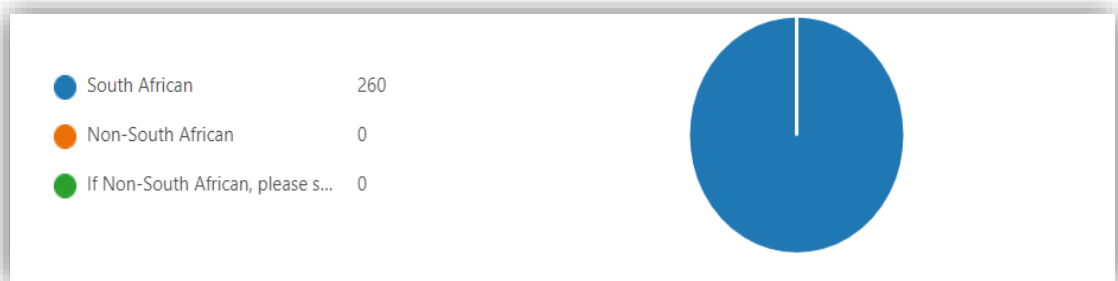 South African 260
Non-South African 0
If Non-South African, please s... 0